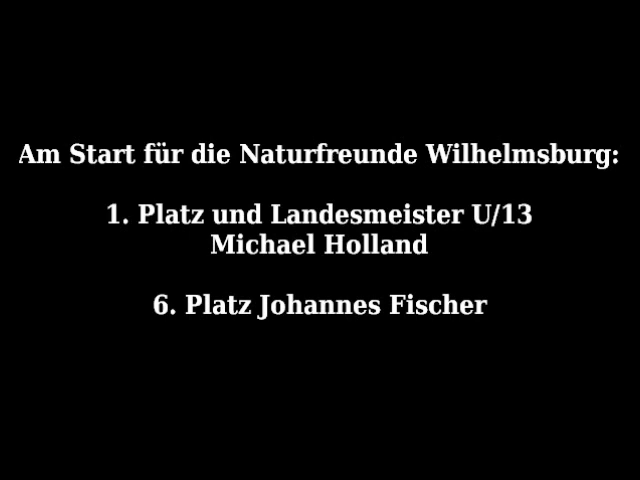 Am Start für die Naturfreunde Wilhelmsburg:
1. Platz und Landesmeister U/13
Michael Holland
6. Platz Johannes Fischer